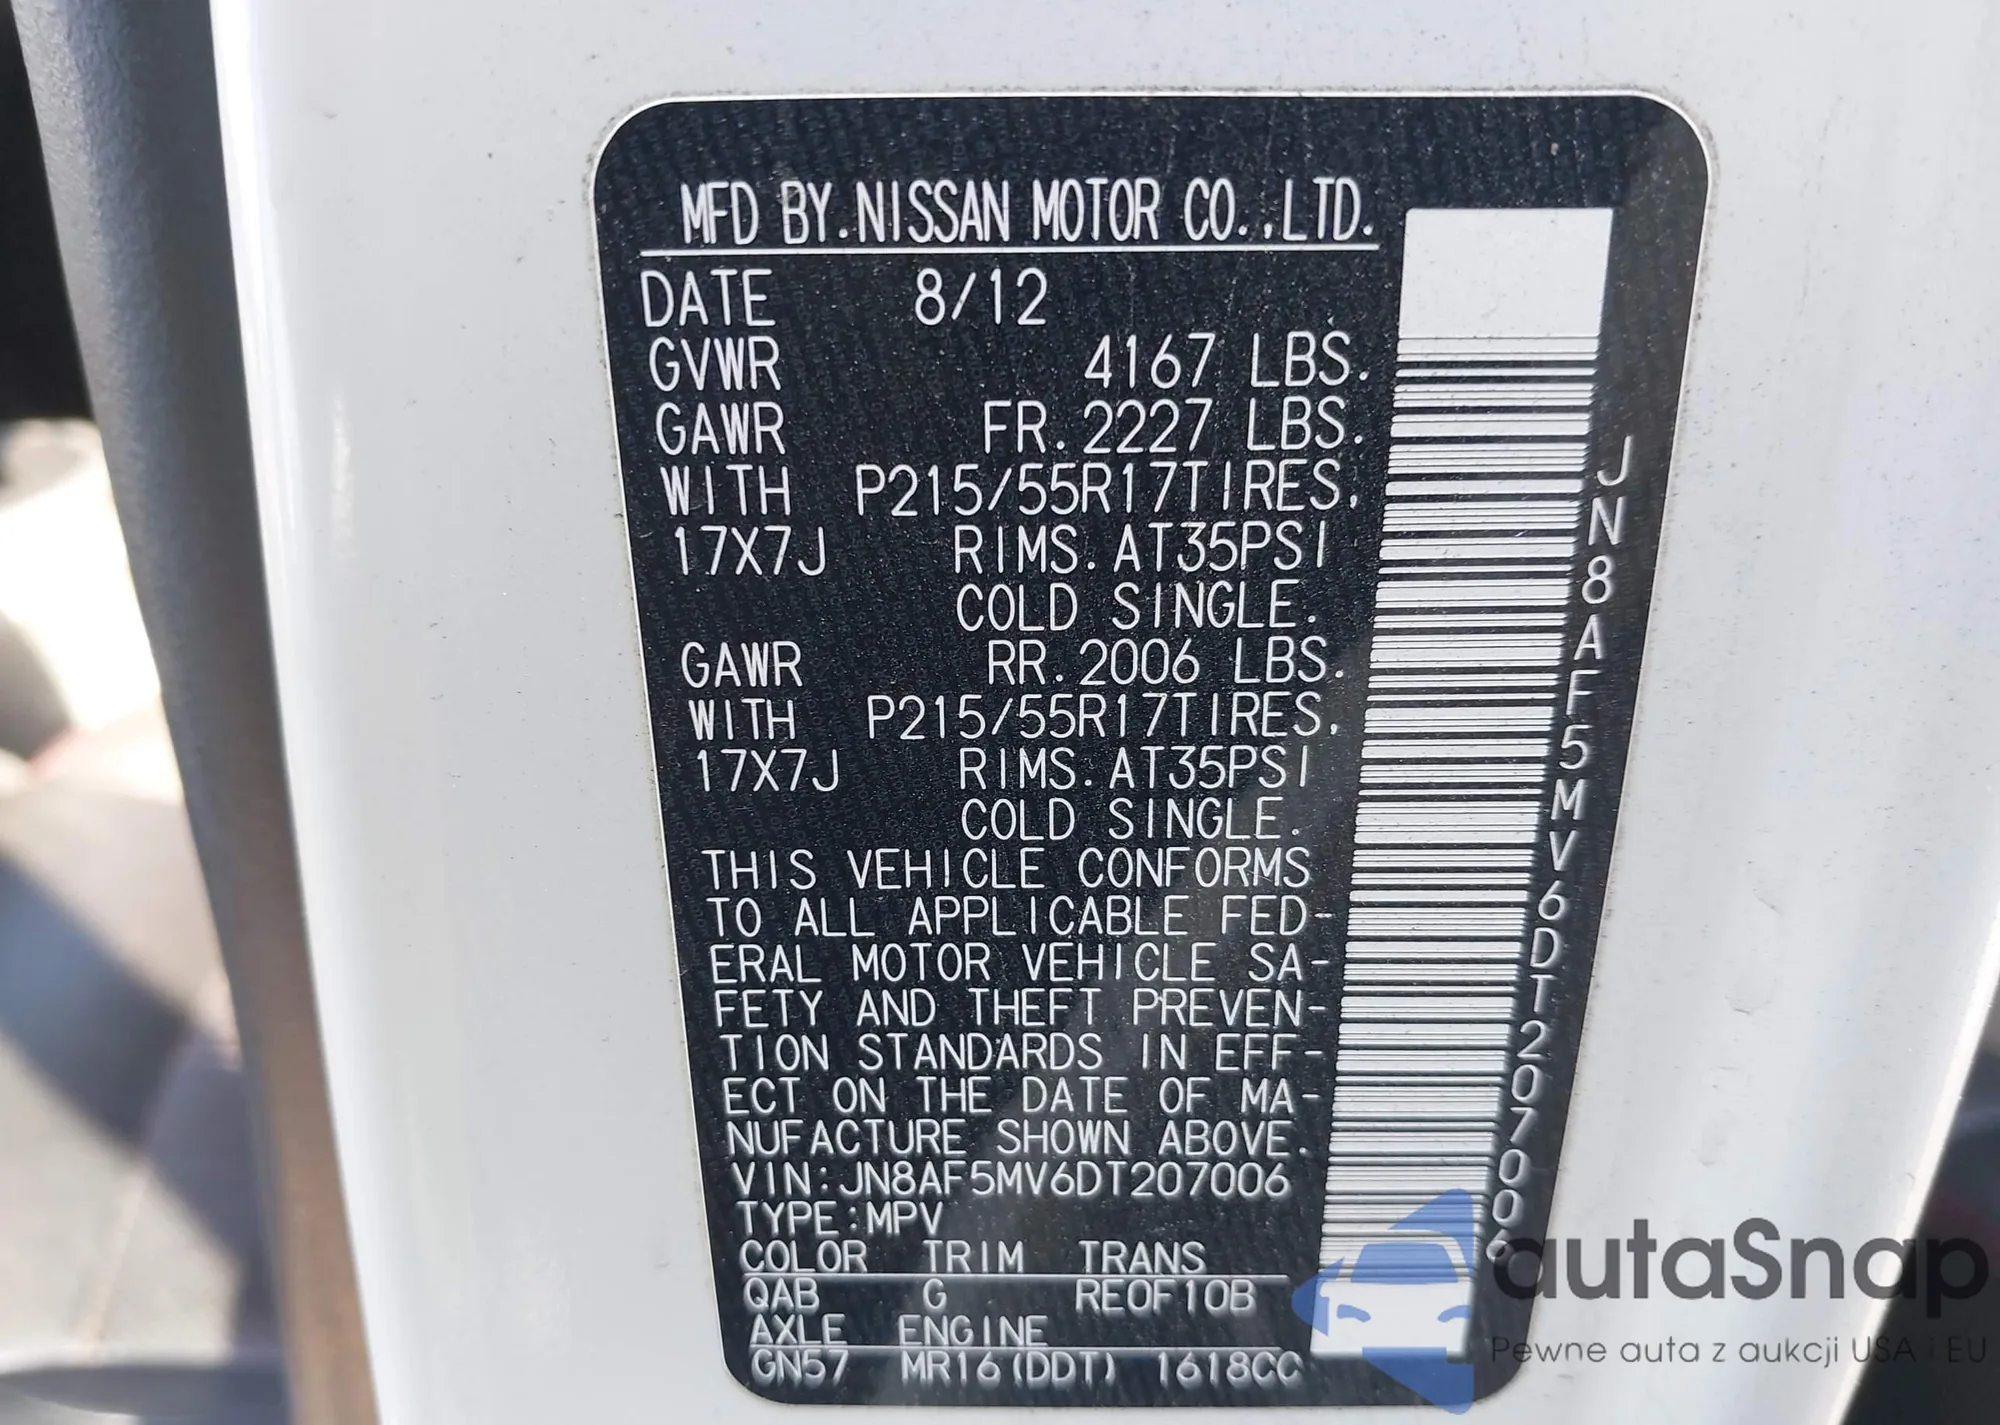 MFD BY.NISSAN MOTOR CO.,LTD.
DATE 8/12
GVWR 4167 LBS.
GAWR FR.2227 LBS.
WITH P215/55R17TIRES,
17X7J RIMS.AT35PSI
COLD SINGLE.
GAWR RR.2006 LBS.
WITH P215/55R17TIRES,
17X7J RIMS.AT35PSI
COLD SINGLE.
THIS VEHICLE CONFORMS
TO ALL APPLICABLE FED-
ERAL MOTOR VEHICLE SA-
FETY AND THEFT PREVEN-
TION STANDARDS IN EFF-
ECT ON THE DATE OF MA-
NUFACTURE SHOWN ABOVE.
VIN:JN8AF5MV6DT207006
TYPE:MPV
COLOR TRIM TRANS
QAB G RE0F10B
AXLE ENGINE
GN57 MR16(DDT) 1618CC
JN8AF5MV6DT207006
autaSnap
Pewne auta z aukcji USA i EU